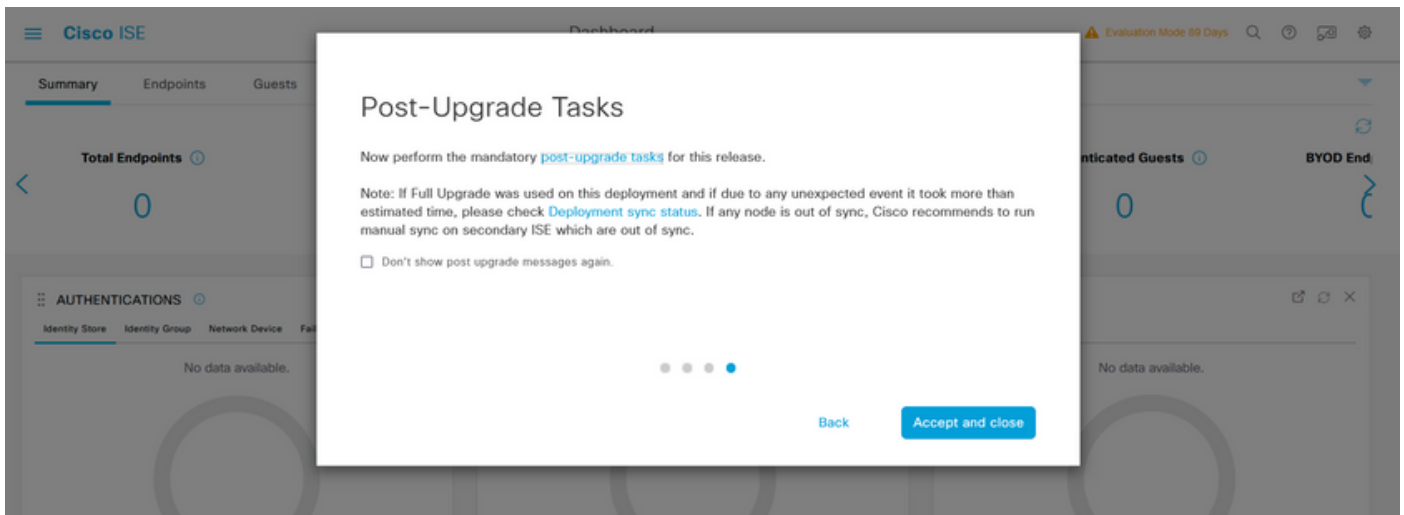 Cisco ISE
Dashboard
Evaluation Mode 89 Days
Summary
Endpoints
Guests
Total Endpoints
0
Post-Upgrade Tasks
Now perform the mandatory post-upgrade tasks for this release.
Note: If Full Upgrade was used on this deployment and if due to any unexpected event it took more than
estimated time, please check Deployment sync status. If any node is out of sync, Cisco recommends to run
manual sync on secondary ISE which are out of sync.
Don't show post upgrade messages again.
Back
Accept and close
nticated Guests
0
BYOD End
AUTHENTICATIONS
Identity Store
Identity Group
Network Device
Fail
No data available.
No data available.